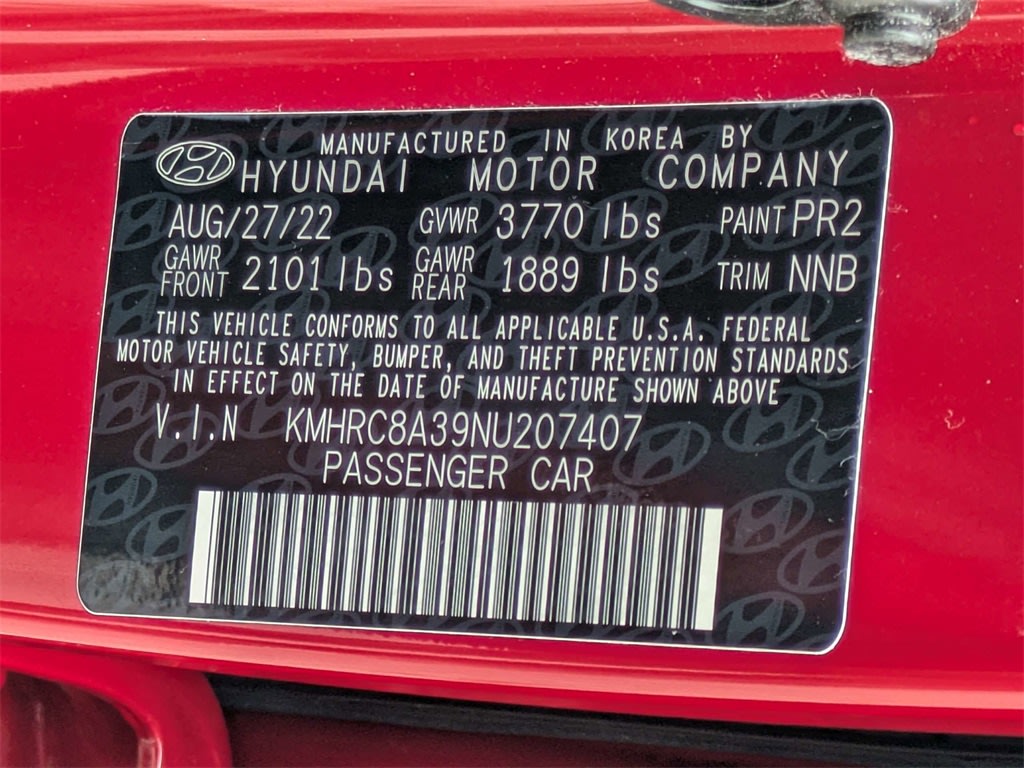 MANUFACTURED IN KOREA BY
HYUNDAI MOTOR COMPANY
AUG/27/22 GVWR 3770 lbs PAINT PR2
GAWR FRONT 2101 lbs GAWR REAR 1889 lbs TRIM NNB
THIS VEHICLE CONFORMS TO ALL APPLICABLE U.S.A. FEDERAL
MOTOR VEHICLE SAFETY, BUMPER, AND THEFT PREVENTION STANDARDS
IN EFFECT ON THE DATE OF MANUFACTURE SHOWN ABOVE
V.I.N KMHRC8A39NU207407
PASSENGER CAR